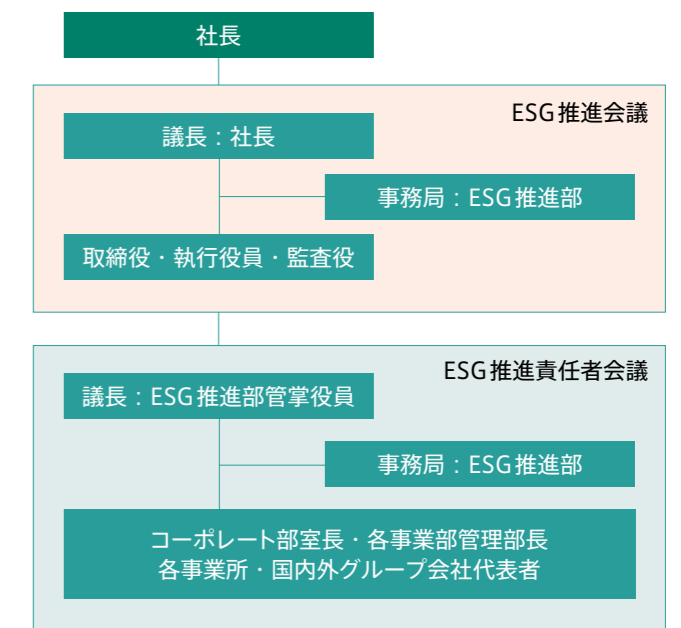 社長
ESG推進会議
議長：社長
事務局：ESG推進部
取締役・執行役員・監査役
ESG推進責任者会議
議長：ESG推進部管掌役員
事務局：ESG推進部
コーポレート部室長・各事業部管理部長
各事業所・国内外グループ会社代表者